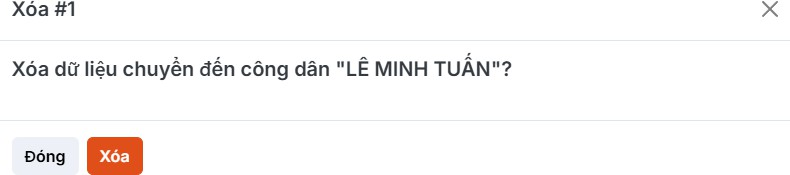 Xóa #1
Xóa dữ liệu chuyển đến công dân "LÊ MINH TUẤN"?
Đóng
Xóa